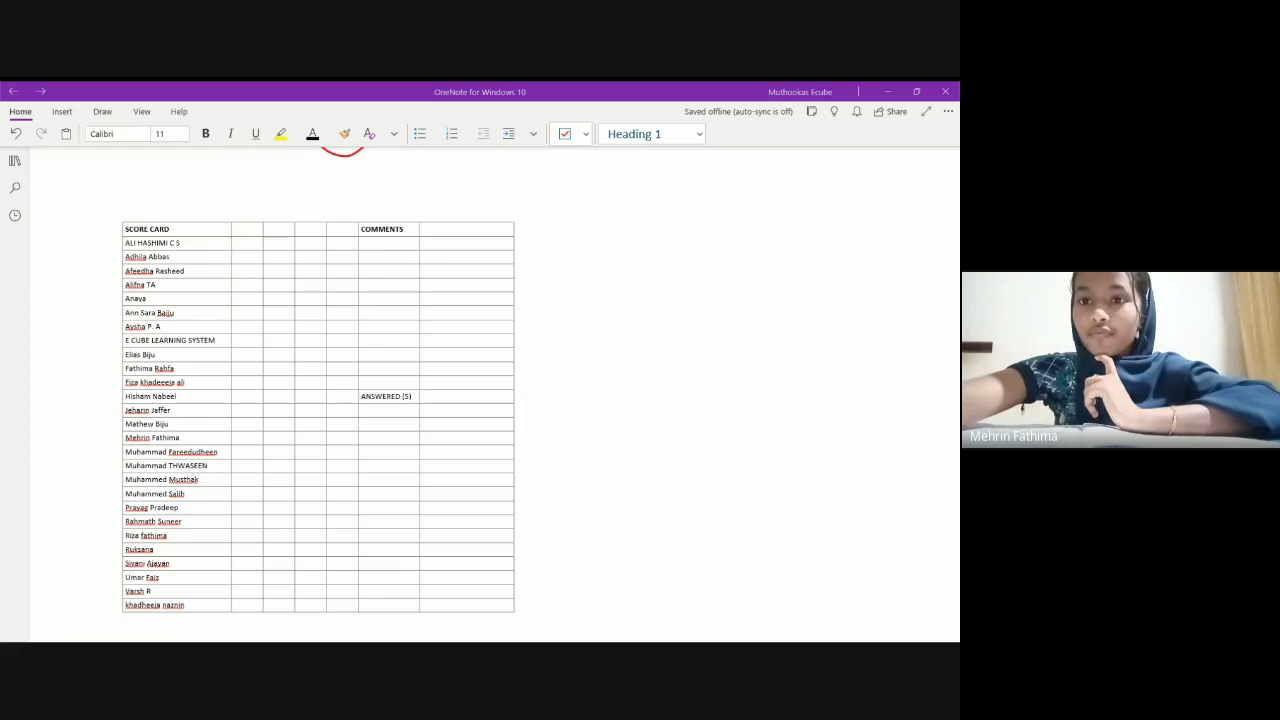 OneNote for Windows 10
Muthookas Ecube
Home Insert Draw View Help
Saved offline (auto-sync is off)
Share
Calibri 11 B I U A Heading 1
SCORE CARD COMMENTS
ALI HASHIMI C S
Adhila Abbas
Afeedha Rasheed
Alifna TA
Anaya
Ann Sara Baiju
Aysha P. A
E CUBE LEARNING SYSTEM
Elias Biju
Fathima Rahfa
Fiza khadeeeja ali
Hisham Nabeel ANSWERED (5)
Jeharin Jaffer
Mathew Biju
Mehrin Fathima
Muhammad Fareedudheen
Muhammad THWASEEN
Muhammed Musthak
Muhammed Salih
Prayag Pradeep
Rahmath Suneer
Riza fathima
Ruksana
Sivani Ajayan
Umar Faiz
Varsh R
khadheeja naznin
Mehrin Fathima